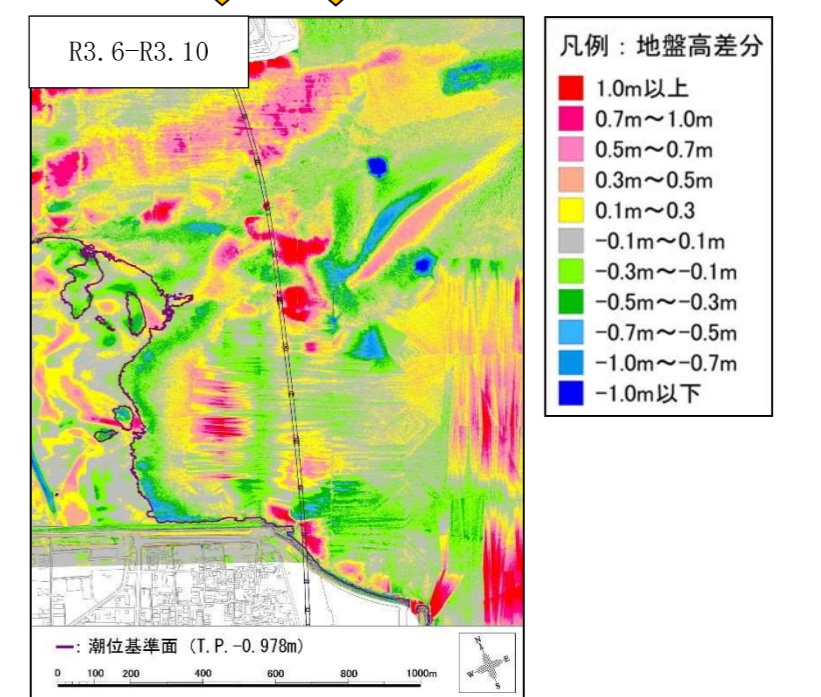 R3.6-R3.10
凡例：地盤高差分
1.0m以上
0.7m～1.0m
0.5m～0.7m
0.3m～0.5m
0.1m～0.3
-0.1m～0.1m
-0.3m～-0.1m
-0.5m～-0.3m
-0.7m～-0.5m
-1.0m～-0.7m
-1.0m以下
━: 潮位基準面 (T.P.-0.978m)
0 100 200 400 600 800 1000m
N
W E
S